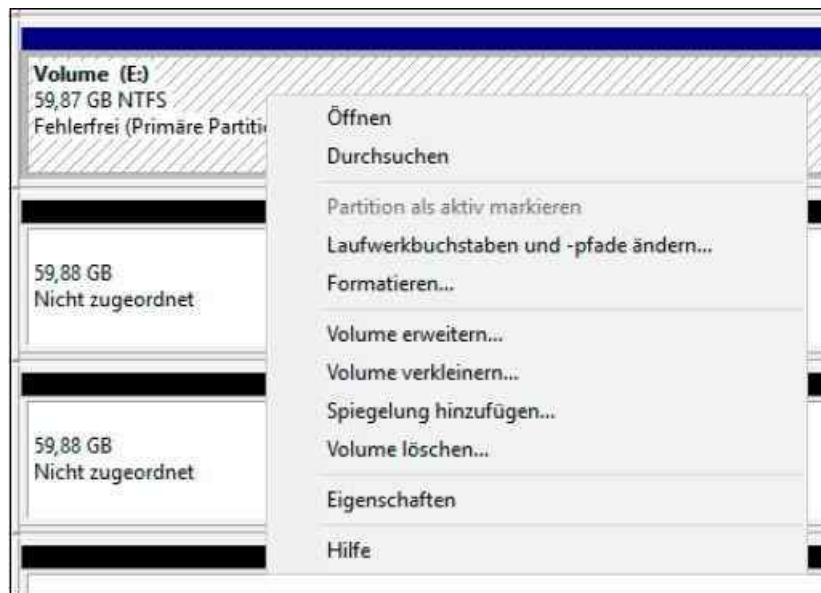 Volume (E:)
59,87 GB NTFS
Fehlerfrei (Primäre
Öffnen
Durchsuchen
Partition als aktiv markieren
Laufwerkbuchstaben und -pfade ändern...
Formatieren...
Volume erweitern...
Volume verkleinern...
Spiegelung hinzufügen...
Volume löschen...
Eigenschaften
Hilfe
59,88 GB
Nicht zugeordnet
59,88 GB
Nicht zugeordnet